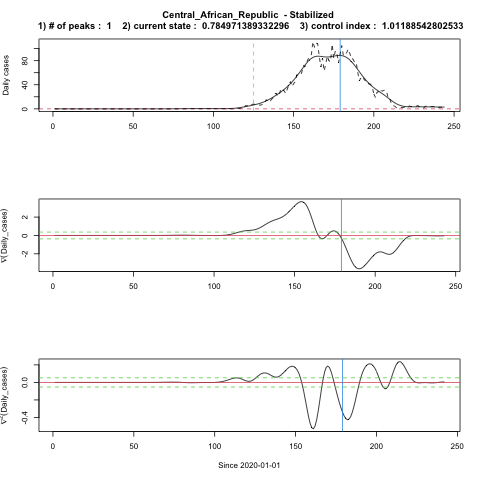 Central_African_Republic - Stabilized
1) # of peaks : 1 2) current state : 0.784971389332296 3) control index : 1.01188542802533
Daily cases
80
40
0
0 50 100 150 200 250
∇(Daily_cases)
2
0
-2
0 50 100 150 200 250
∇²(Daily_cases)
0.0
-0.4
0 50 100 150 200 250
Since 2020-01-01